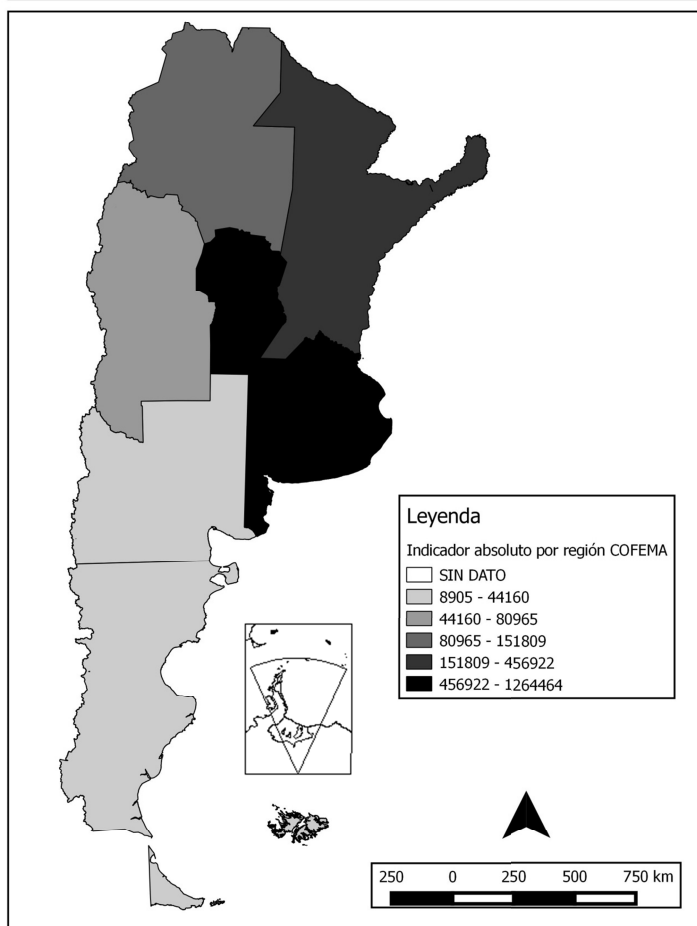 Leyenda
Indicador absoluto por región COFEMA
SIN DATO
8905 - 44160
44160 - 80965
80965 - 151809
151809 - 456922
456922 - 1264464
250 0 250 500 750 km